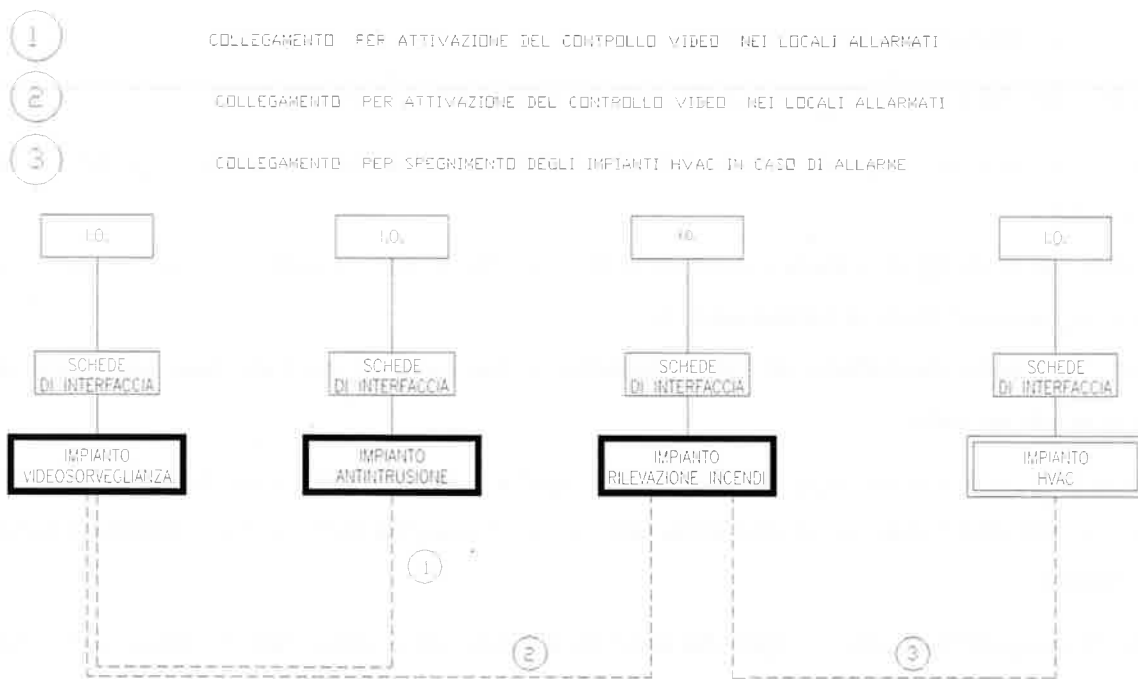 1
COLLEGAMENTO PER ATTIVAZIONE DEL CONTROLLO VIDEO NEI LOCALI ALLARMATI
2
COLLEGAMENTO PER ATTIVAZIONE DEL CONTROLLO VIDEO NEI LOCALI ALLARMATI
3
COLLEGAMENTO PER SPEGNIMENTO DEGLI IMPIANTI HVAC IN CASO DI ALLARME
SCHEDE
DI INTERFACCIA
IMPIANTO
VIDEOSORVEGLIANZA
SCHEDE
DI INTERFACCIA
IMPIANTO
ANTINTRUSIONE
SCHEDE
DI INTERFACCIA
IMPIANTO
RILEVAZIONE INCENDI
SCHEDE
DI INTERFACCIA
IMPIANTO
HVAC
1
2
3